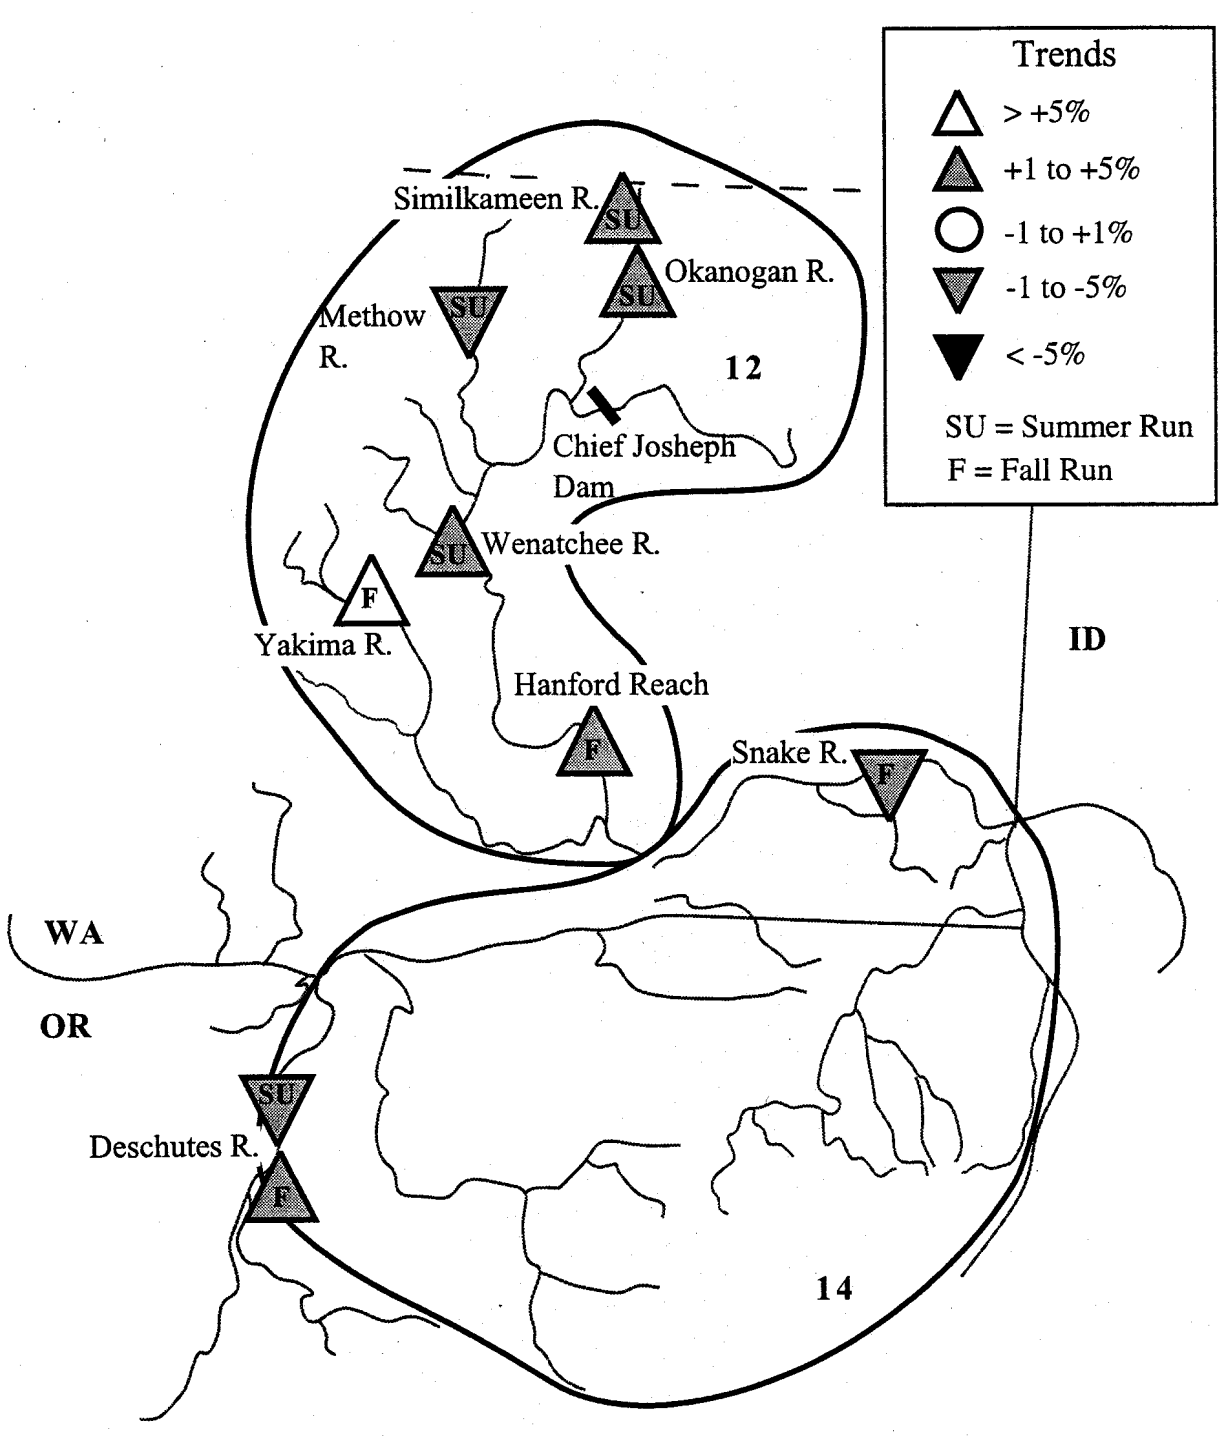 Trends
> +5%
+1 to +5%
-1 to +1%
-1 to -5%
< -5%
SU = Summer Run
F = Fall Run
Similkameen R.
SU
Okanogan R.
SU
Methow
R.
SU
12
Chief Josheph
Dam
Wenatchee R.
SU
F
Yakima R.
ID
Hanford Reach
F
Snake R.
F
WA
OR
SU
Deschutes R.
F
14